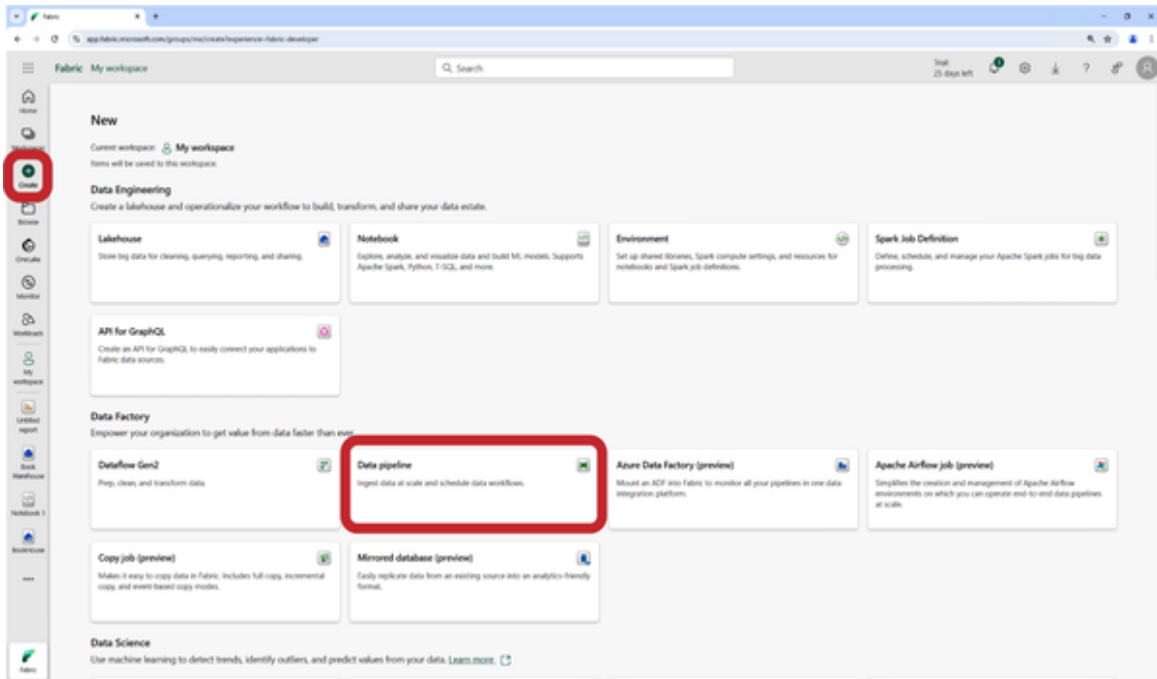 Fabric
app.fabric.microsoft.com/groups/me/create?experience=fabric-developer
Fabric My workspace
Search
Trial:
25 days left
1
Home
Workspaces
Create
Browse
OneLake
Monitor
Workloads
My
workspace
Untitled
report
Book
Warehouse
Notebook 1
BookHouse
Fabric
New
Current workspace: My workspace
Items will be saved to this workspace.
Data Engineering
Create a lakehouse and operationalize your workflow to build, transform, and share your data estate.
Lakehouse
Store big data for cleaning, querying, reporting, and sharing.
Notebook
Explore, analyze, and visualize data and build ML models. Supports
Apache Spark, Python, T-SQL, and more.
Environment
Set up shared libraries, Spark compute settings, and resources for
notebooks and Spark job definitions.
Spark Job Definition
Define, schedule, and manage your Apache Spark jobs for big data
processing.
API for GraphQL
Create an API for GraphQL to easily connect your applications to
Fabric data sources.
Data Factory
Empower your organization to get value from data faster than ever.
Dataflow Gen2
Prep, clean, and transform data.
Data pipeline
Ingest data at scale and schedule data workflows.
Azure Data Factory (preview)
Mount an ADF into Fabric to monitor all your pipelines in one data
integration platform.
Apache Airflow job (preview)
Simplifies the creation and management of Apache Airflow
environments on which you can operate end-to-end data pipelines
at scale.
Copy job (preview)
Makes it easy to copy data in Fabric. Includes full copy, incremental
copy, and event-based copy modes.
Mirrored database (preview)
Easily replicate data from an existing source into an analytics-friendly
format.
Data Science
Use machine learning to detect trends, identify outliers, and predict values from your data. Learn more.